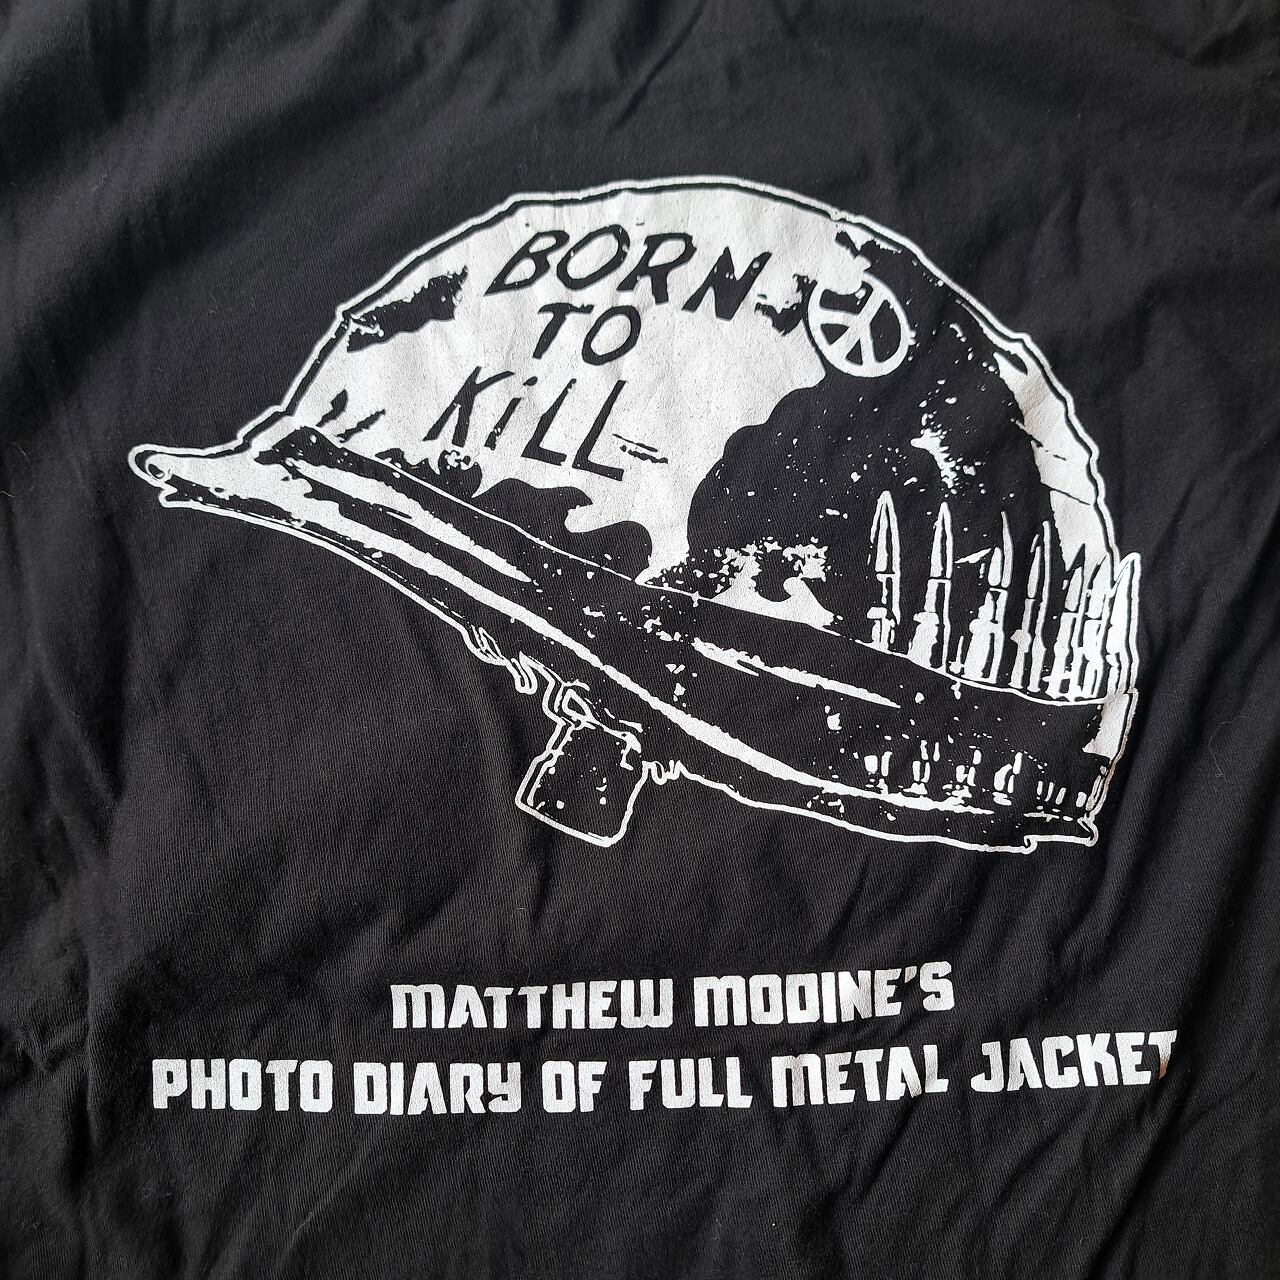 BORN
TO
KiLL
MATTHEW MODINE'S
PHOTO DIARY OF FULL METAL JACKET